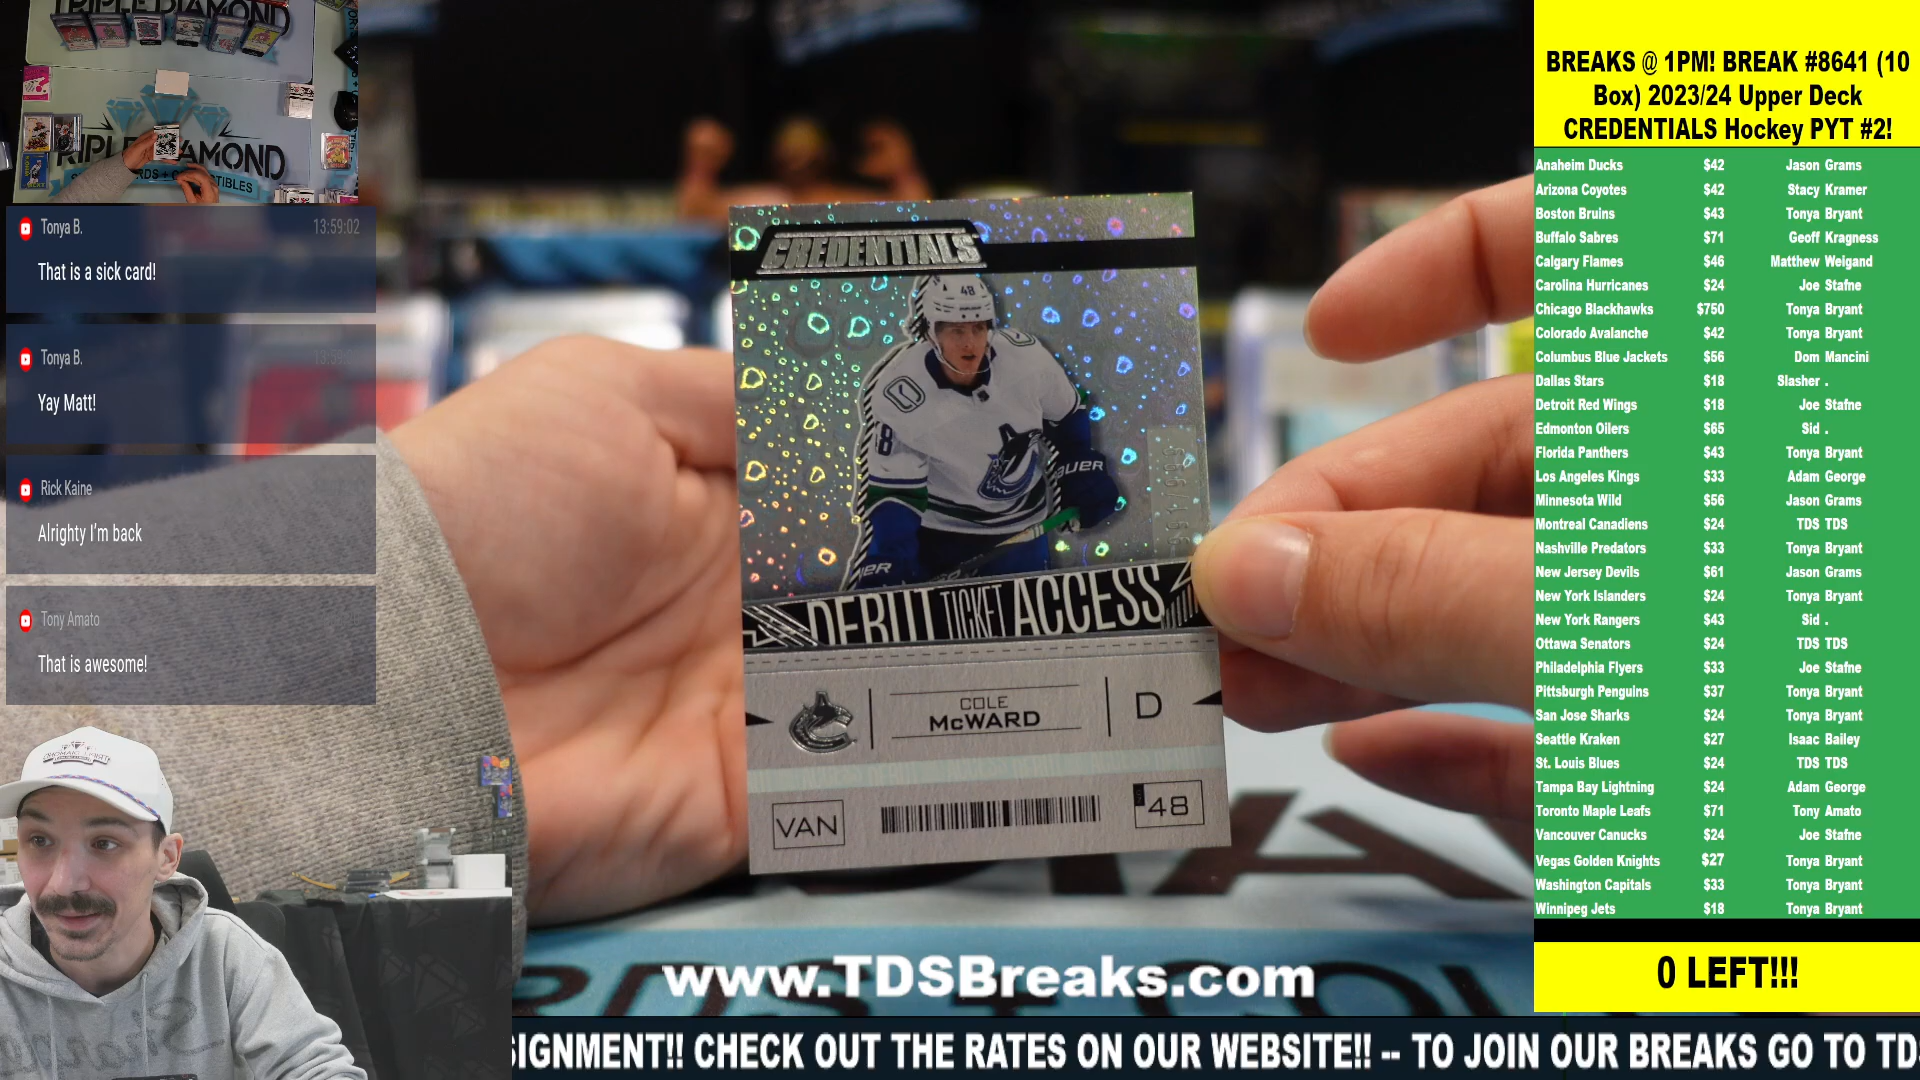 TRIPLE DIAMOND
TRIPLE DIAMOND
Tonya B. 13:59:02
That is a sick card!
Tonya B.
Yay Matt!
Rick Kaine
Alrighty I'm back
Tony Amato
That is awesome!
CREDENTIALS
48
8
BAUER
DEBUT TICKET ACCESS
COLE
McWARD
D
VAN
48
www.TDSBreaks.com
SIGNMENT!! CHECK OUT THE RATES ON OUR WEBSITE!! -- TO JOIN OUR BREAKS GO TO TD
BREAKS @ 1PM! BREAK #8641 (10
Box) 2023/24 Upper Deck
CREDENTIALS Hockey PYT #2!
Anaheim Ducks $42 Jason Grams
Arizona Coyotes $42 Stacy Kramer
Boston Bruins $43 Tonya Bryant
Buffalo Sabres $71 Geoff Kragness
Calgary Flames $46 Matthew Weigand
Carolina Hurricanes $24 Joe Stafne
Chicago Blackhawks $750 Tonya Bryant
Colorado Avalanche $42 Tonya Bryant
Columbus Blue Jackets $56 Dom Mancini
Dallas Stars $18 Slasher .
Detroit Red Wings $18 Joe Stafne
Edmonton Oilers $65 Sid .
Florida Panthers $43 Tonya Bryant
Los Angeles Kings $33 Adam George
Minnesota Wild $56 Jason Grams
Montreal Canadiens $24 TDS TDS
Nashville Predators $33 Tonya Bryant
New Jersey Devils $61 Jason Grams
New York Islanders $24 Tonya Bryant
New York Rangers $43 Sid .
Ottawa Senators $24 TDS TDS
Philadelphia Flyers $33 Joe Stafne
Pittsburgh Penguins $37 Tonya Bryant
San Jose Sharks $24 Tonya Bryant
Seattle Kraken $27 Isaac Bailey
St. Louis Blues $24 TDS TDS
Tampa Bay Lightning $24 Adam George
Toronto Maple Leafs $71 Tony Amato
Vancouver Canucks $24 Joe Stafne
Vegas Golden Knights $27 Tonya Bryant
Washington Capitals $33 Tonya Bryant
Winnipeg Jets $18 Tonya Bryant
0 LEFT!!!